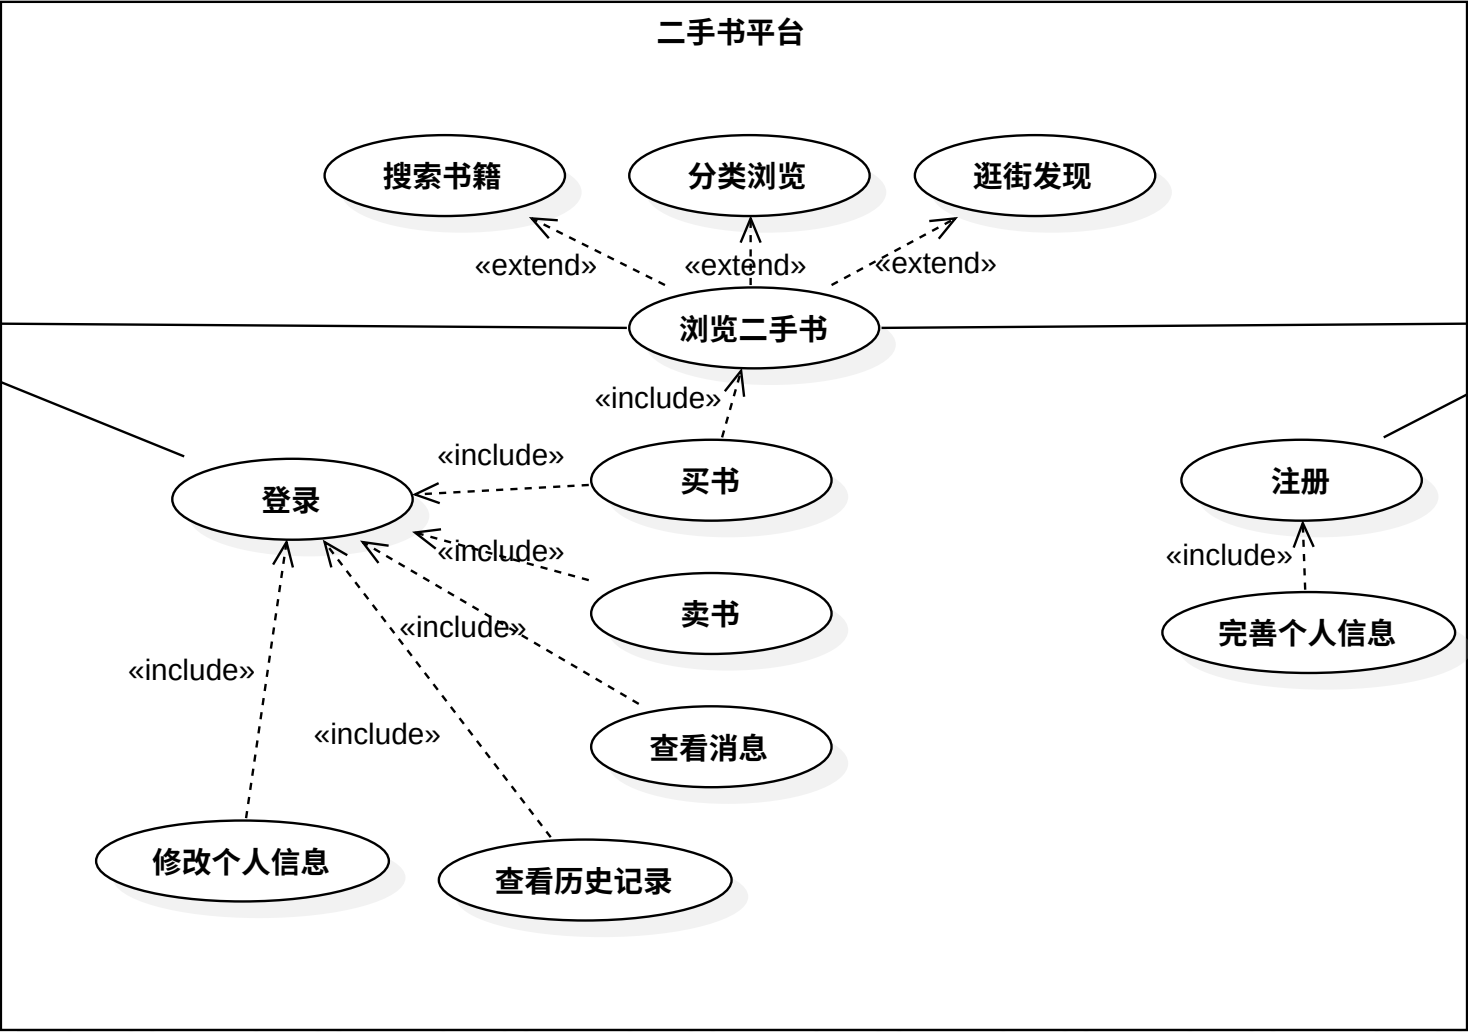 二手书平台
搜索书籍
分类浏览
逛街发现
«extend»
«extend»
«extend»
浏览二手书
«include»
«include»
买书
登录
注册
«include»
«include»
卖书
«include»
完善个人信息
«include»
«include»
查看消息
修改个人信息
查看历史记录